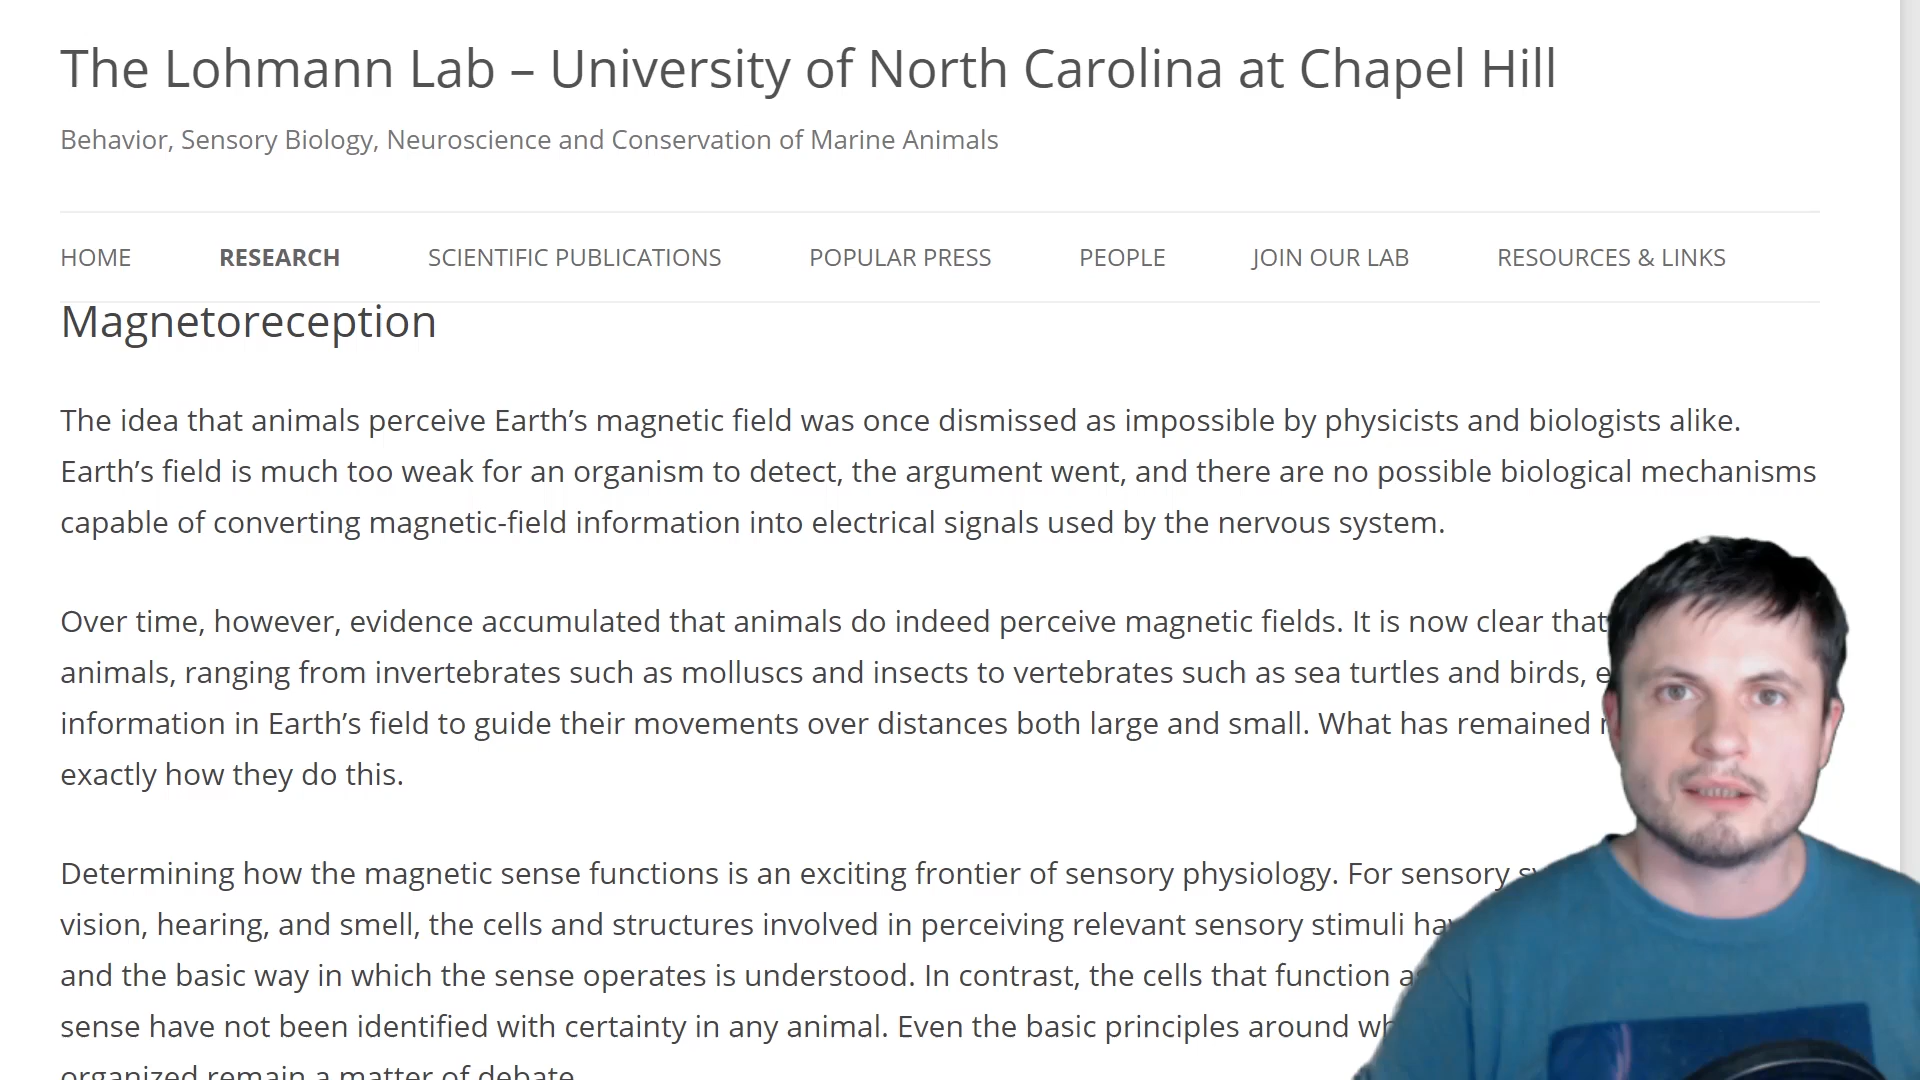 The Lohmann Lab – University of North Carolina at Chapel Hill
Behavior, Sensory Biology, Neuroscience and Conservation of Marine Animals
HOME RESEARCH SCIENTIFIC PUBLICATIONS POPULAR PRESS PEOPLE JOIN OUR LAB RESOURCES & LINKS
Magnetoreception
The idea that animals perceive Earth’s magnetic field was once dismissed as impossible by physicists and biologists alike.
Earth’s field is much too weak for an organism to detect, the argument went, and there are no possible biological mechanisms
capable of converting magnetic-field information into electrical signals used by the nervous system.
Over time, however, evidence accumulated that animals do indeed perceive magnetic fields. It is now clear that
animals, ranging from invertebrates such as molluscs and insects to vertebrates such as sea turtles and birds,
information in Earth’s field to guide their movements over distances both large and small. What has remained
exactly how they do this.
Determining how the magnetic sense functions is an exciting frontier of sensory physiology. For sensory
vision, hearing, and smell, the cells and structures involved in perceiving relevant sensory stimuli
and the basic way in which the sense operates is understood. In contrast, the cells that function
sense have not been identified with certainty in any animal. Even the basic principles around
organized remain a matter of debate.